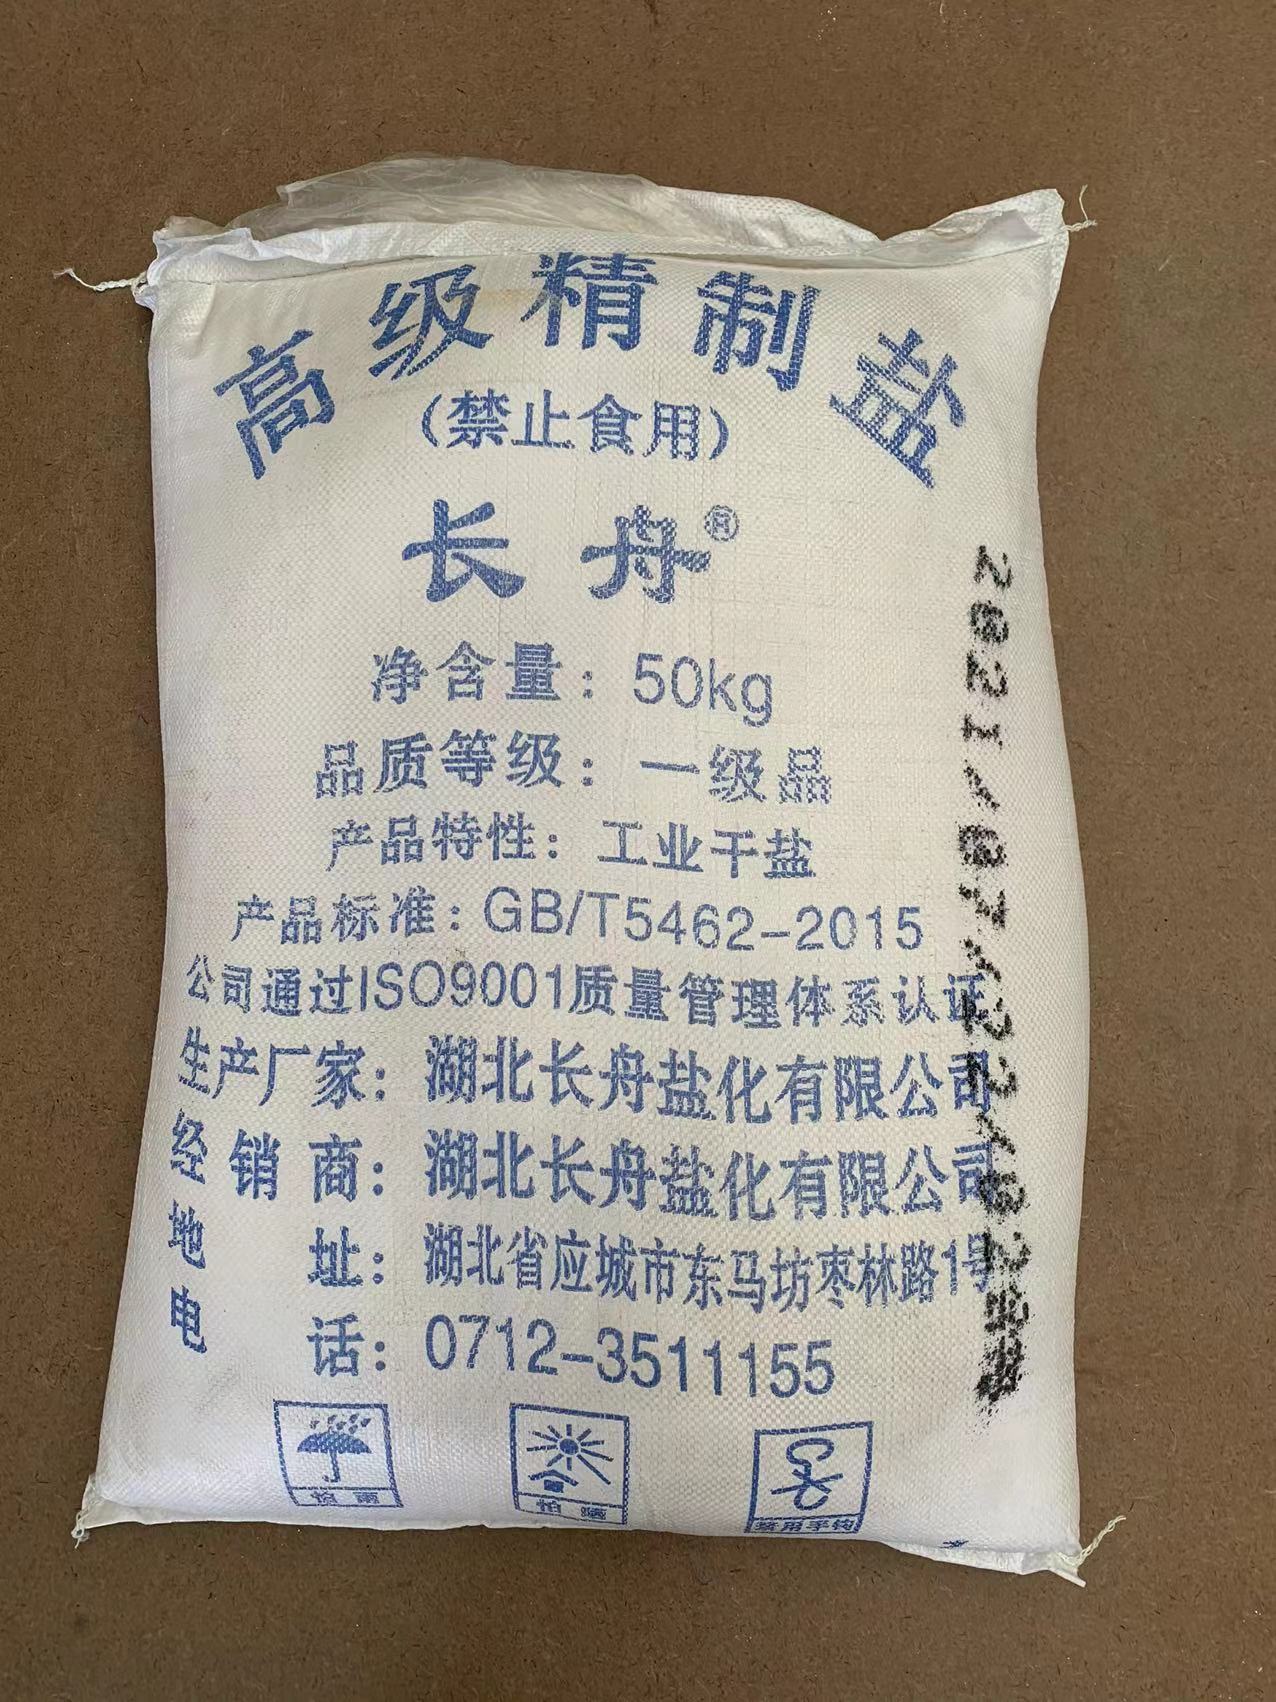 高级精制盐
(禁止食用)
长舟®
净含量：50kg
品质等级：一级品
产品特性：工业干盐
产品标准：GB/T5462-2015
公司通过ISO9001质量管理体系认证
生产厂家：湖北长舟盐化有限公司
经销商：湖北长舟盐化有限公司
地址：湖北省应城市东马坊枣林路1号
电话：0712-3511155
怕雨
怕晒
禁用手钩
2021/07/22/02